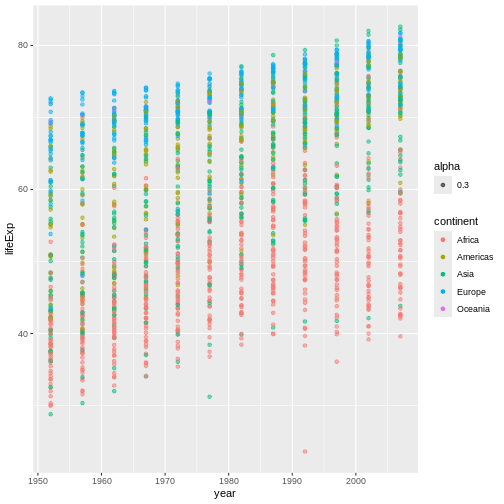 80
60
40
lifeExp
1950
1960
1970
1980
1990
2000
year
alpha
0.3
continent
Africa
Americas
Asia
Europe
Oceania